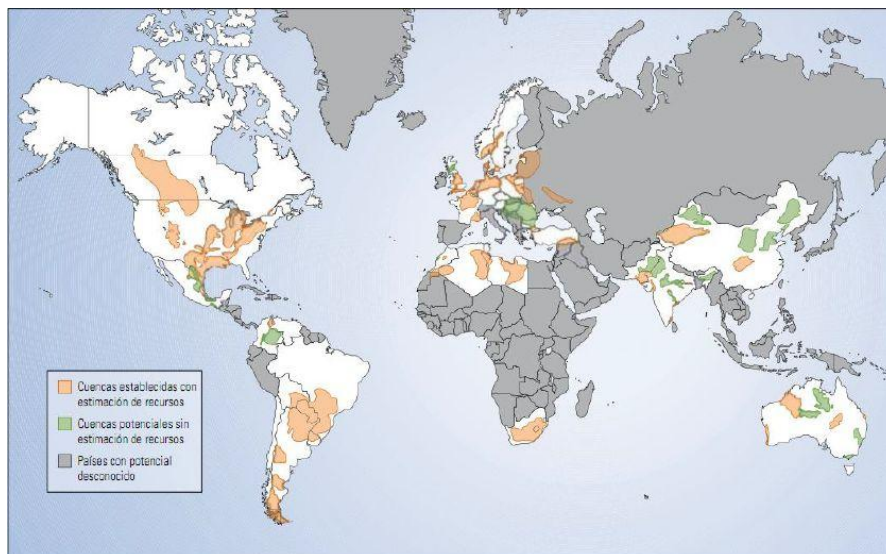 Cuencas establecidas con
estimación de recursos
Cuencas potenciales sin
estimación de recursos
Países con potencial
desconocido